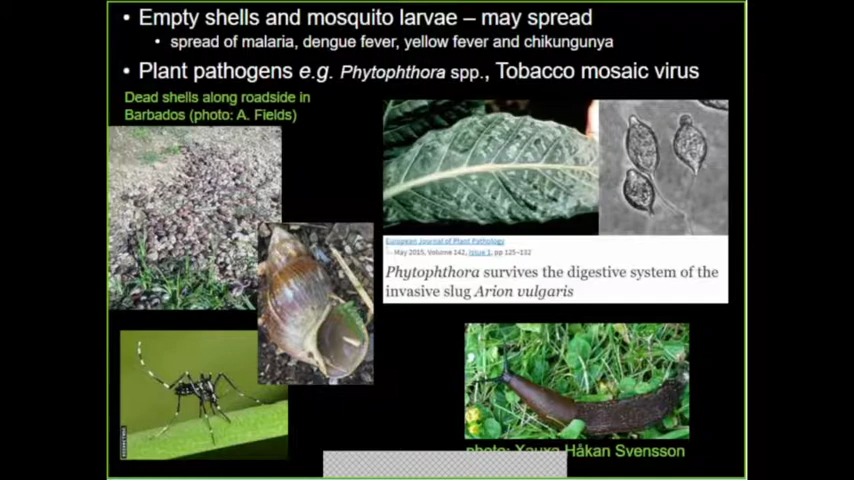 • Empty shells and mosquito larvae – may spread
• spread of malaria, dengue fever, yellow fever and chikungunya
• Plant pathogens e.g. Phytophthora spp., Tobacco mosaic virus
Dead shells along roadside in
Barbados (photo: A. Fields)
European Journal of Plant Pathology
May 2015, Volume 142, Issue 1, pp 125–132
Phytophthora survives the digestive system of the
invasive slug Arion vulgaris
photo: Xauxa Håkan Svensson